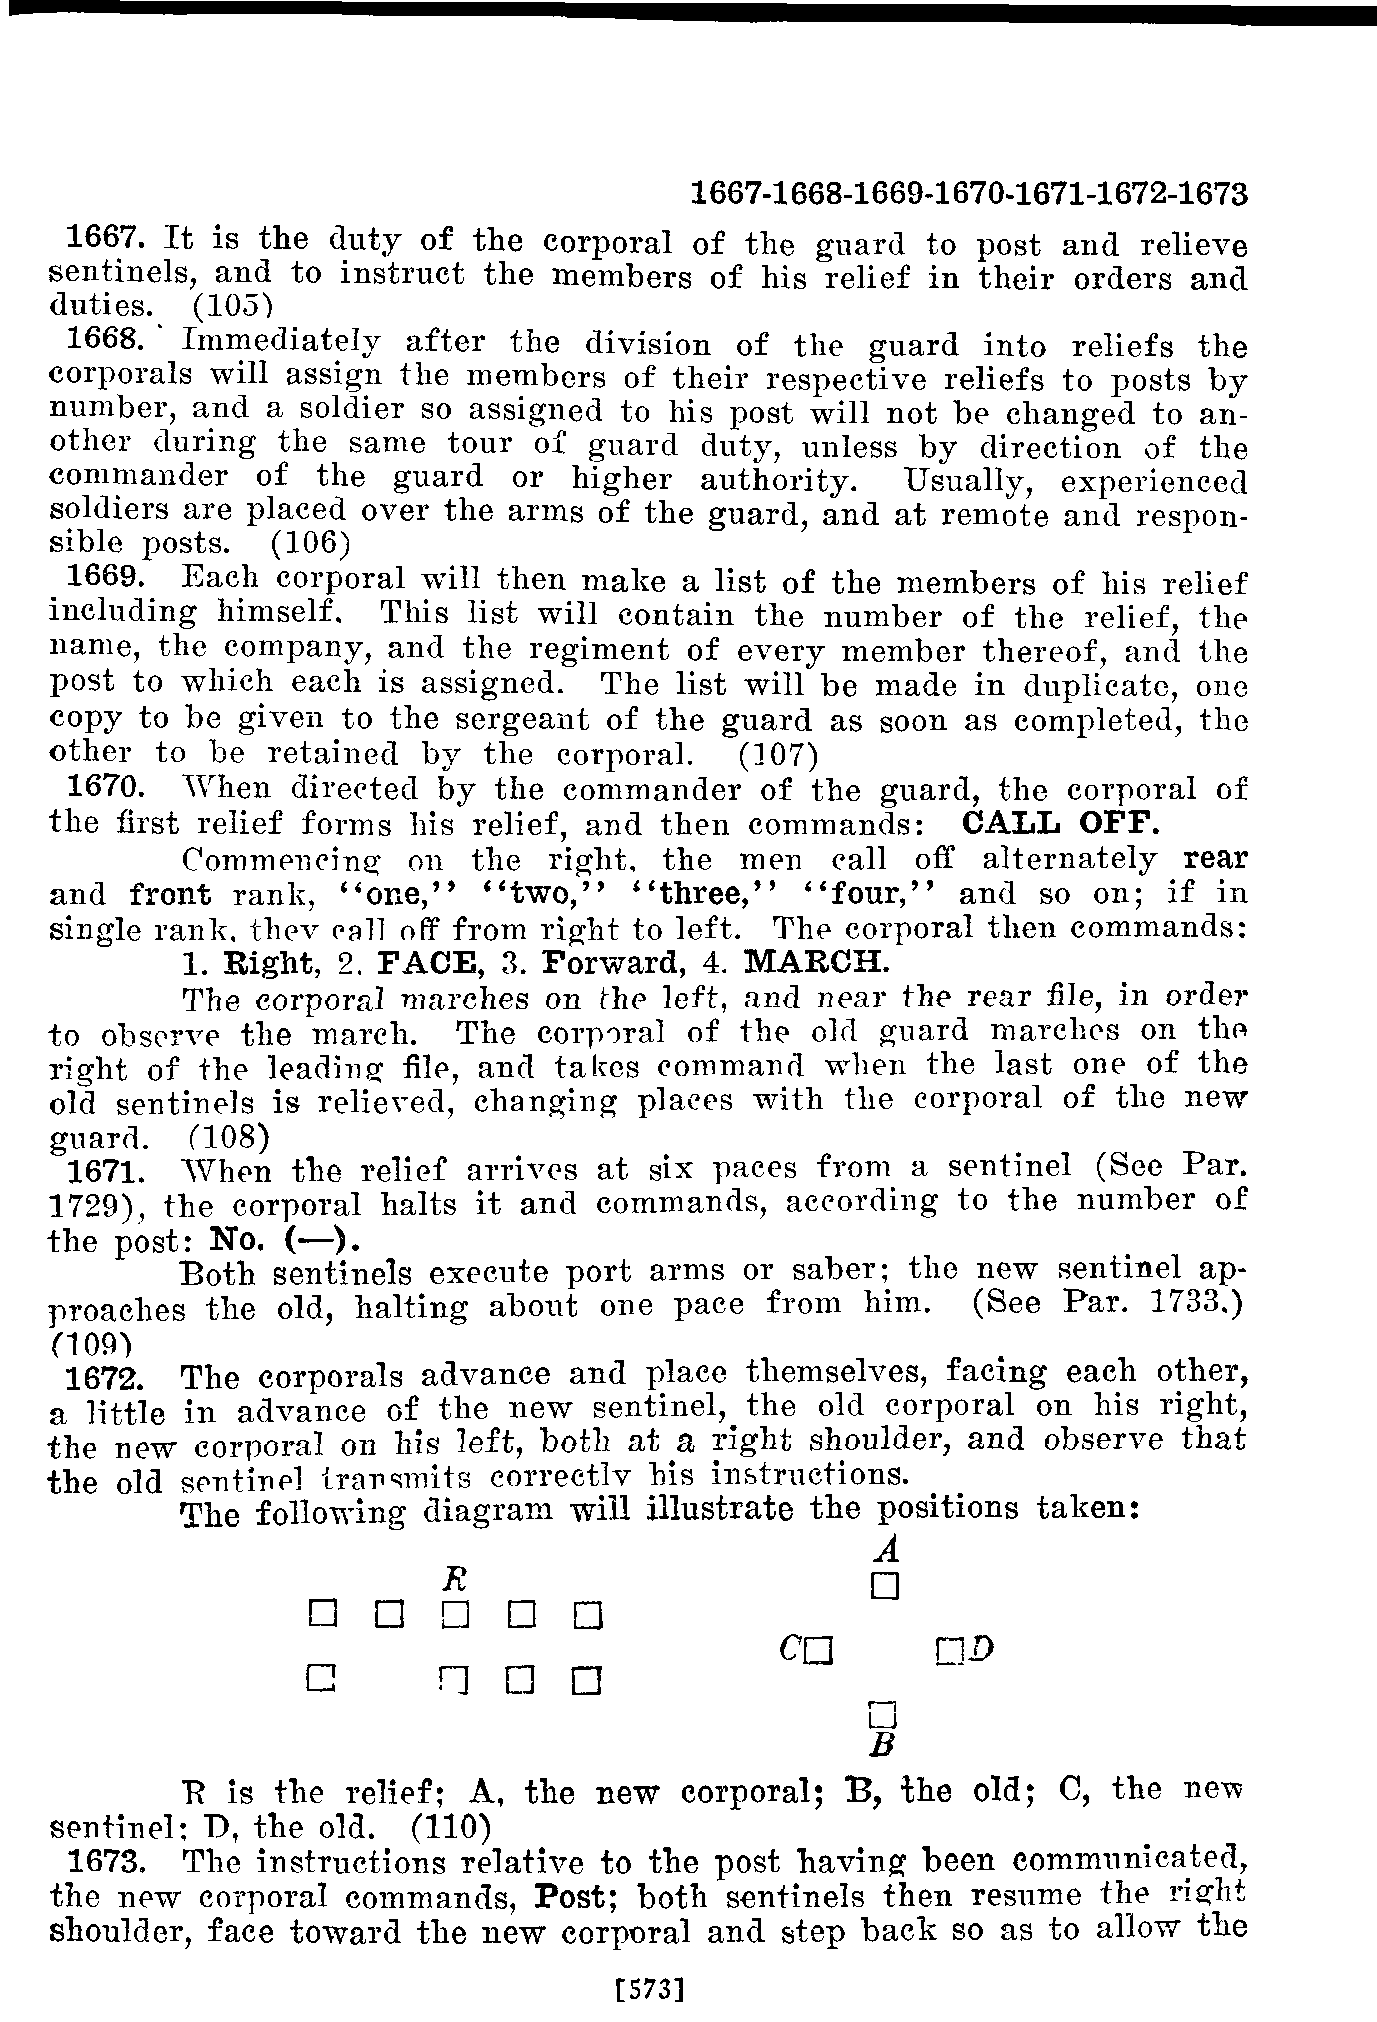 1667-1668-1669-1670-1671-1672-1673
1667. It is the duty of the corporal of the guard to post and relieve
sentinels, and to instruct the members of his relief in their orders and
duties. (105)
1668. Immediately after the division of the guard into reliefs the
corporals will assign the members of their respective reliefs to posts by
number, and a soldier so assigned to his post will not be changed to an-
other during the same tour of guard duty, unless by direction of the
commander of the guard or higher authority. Usually, experienced
soldiers are placed over the arms of the guard, and at remote and respon-
sible posts. (106)
1669. Each corporal will then make a list of the members of his relief
including himself. This list will contain the number of the relief, the
name, the company, and the regiment of every member thereof, and the
post to which each is assigned. The list will be made in duplicate, one
copy to be given to the sergeant of the guard as soon as completed, the
other to be retained by the corporal. (107)
1670. When directed by the commander of the guard, the corporal of
the first relief forms his relief, and then commands: CALL OFF.
Commencing on the right, the men call off alternately rear
and front rank, "one," "two," "three," "four," and so on; if in
single rank, they call off from right to left. The corporal then commands:
1. Right, 2. FACE, 3. Forward, 4. MARCH.
The corporal marches on the left, and near the rear file, in order
to observe the march. The corporal of the old guard marches on the
right of the leading file, and takes command when the last one of the
old sentinels is relieved, changing places with the corporal of the new
guard. (108)
1671. When the relief arrives at six paces from a sentinel (See Par.
1729), the corporal halts it and commands, according to the number of
the post: No. (—).
Both sentinels execute port arms or saber; the new sentinel ap-
proaches the old, halting about one pace from him. (See Par. 1733.)
(109)
1672. The corporals advance and place themselves, facing each other,
a little in advance of the new sentinel, the old corporal on his right,
the new corporal on his left, both at a right shoulder, and observe that
the old sentinel transmits correctly his instructions.
The following diagram will illustrate the positions taken:
A
R
C D
B
R is the relief; A, the new corporal; B, the old; C, the new
sentinel; D, the old. (110)
1673. The instructions relative to the post having been communicated,
the new corporal commands, Post; both sentinels then resume the right
shoulder, face toward the new corporal and step back so as to allow the
[573]